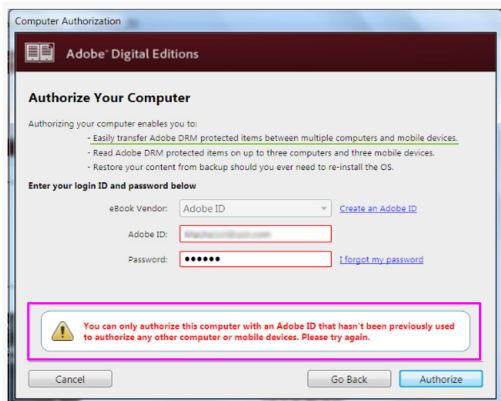 Computer Authorization
Adobe® Digital Editions
Authorize Your Computer
Authorizing your computer enables you to:
- Easily transfer Adobe DRM protected items between multiple computers and mobile devices.
- Read Adobe DRM protected items on up to three computers and three mobile devices.
- Restore your content from backup should you ever need to re-install the OS.
Enter your login ID and password below
eBook Vendor: Adobe ID Create an Adobe ID
Adobe ID:
Password: •••••• I forgot my password
You can only authorize this computer with an Adobe ID that hasn't been previously used
to authorize any other computer or mobile devices. Please try again.
Cancel Go Back Authorize